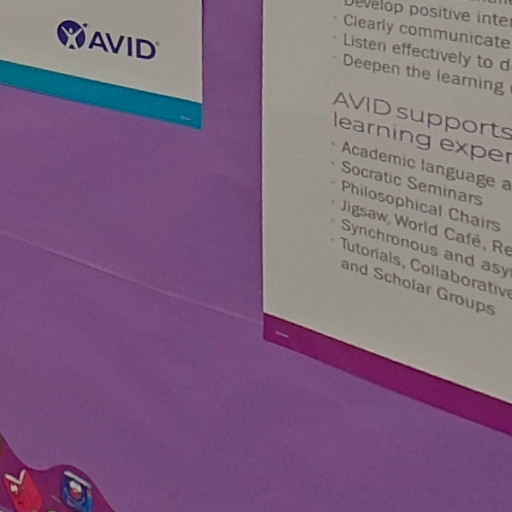 AVID
Develop positive inter
Clearly communicate
Listen effectively to d
Deepen the learning
AVID supports
learning exper
Academic language a
Socratic Seminars
Philosophical Chairs
Jigsaw, World Café, Re
Synchronous and asy
Tutorials, Collaborative
and Scholar Groups